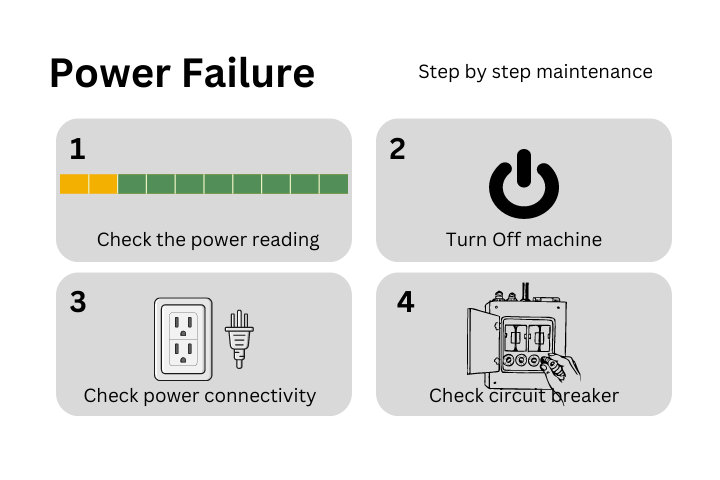 Power Failure
Step by step maintenance
1
Check the power reading
2
Turn Off machine
3
Check power connectivity
4
Check circuit breaker